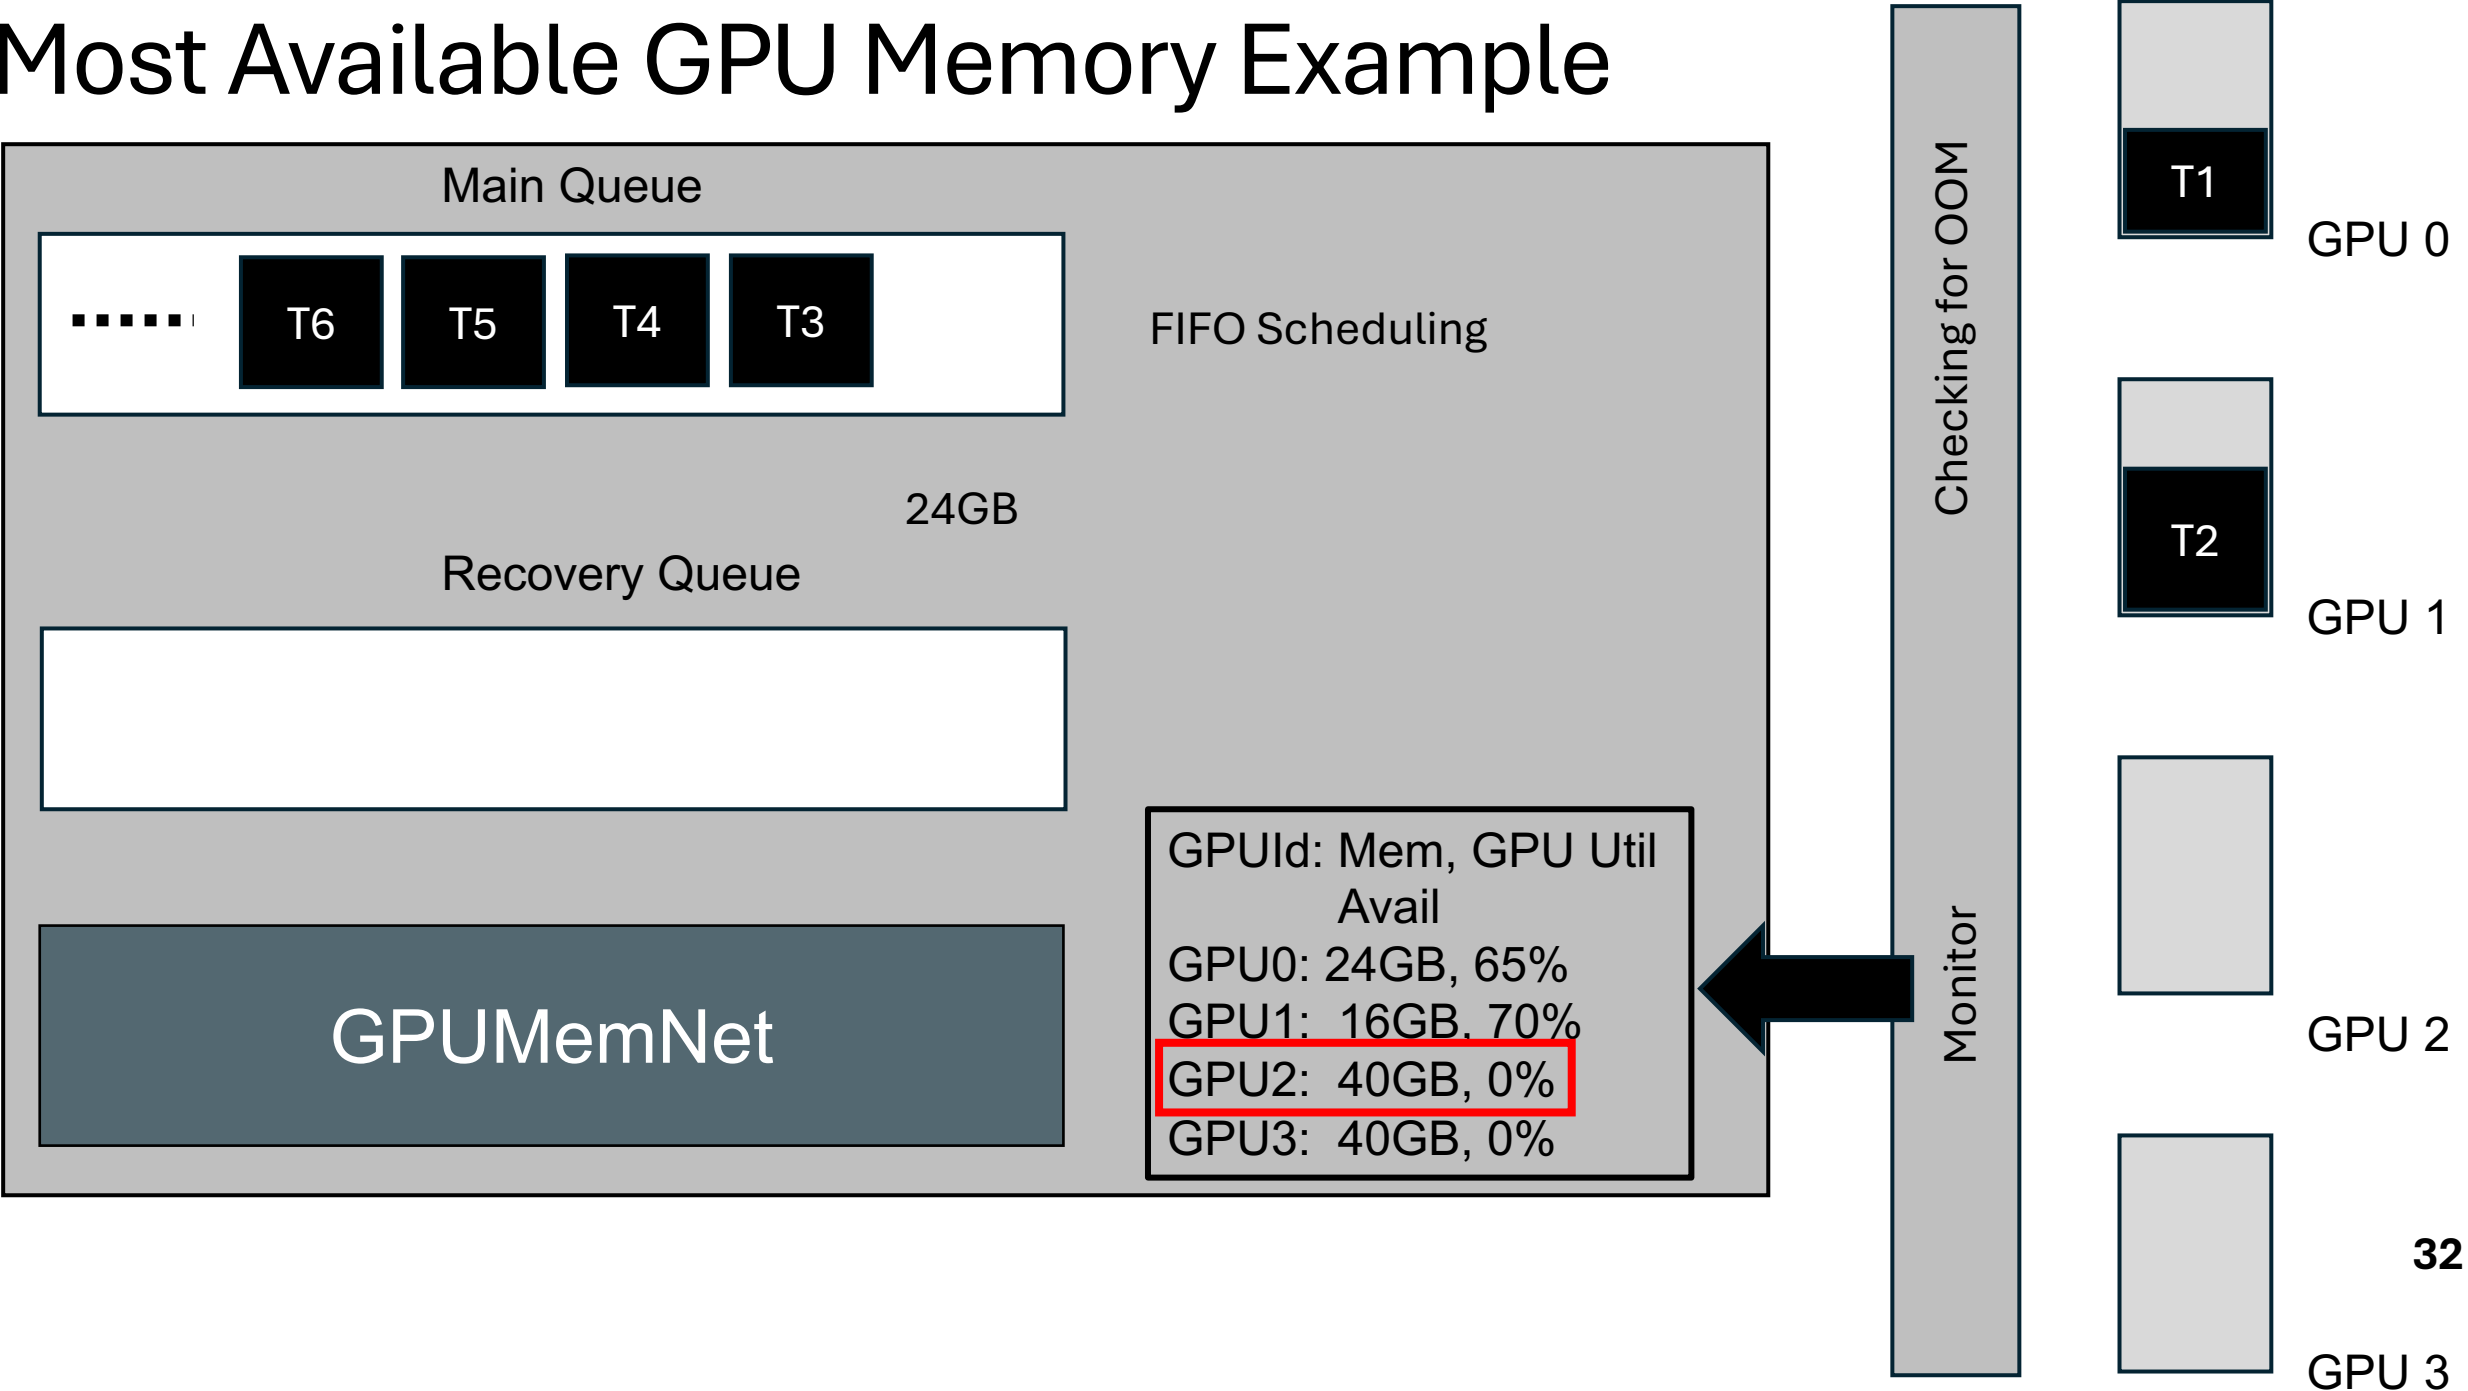 Most Available GPU Memory Example
Main Queue
T6 T5 T4 T3
FIFO Scheduling
24GB
Recovery Queue
GPUMemNet
GPUId: Mem, GPU Util
Avail
GPU0: 24GB, 65%
GPU1: 16GB, 70%
GPU2: 40GB, 0%
GPU3: 40GB, 0%
Checking for OOM
Monitor
T1
GPU 0
T2
GPU 1
GPU 2
32
GPU 3